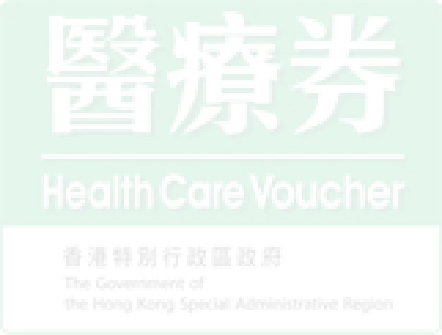 醫療券
Health Care Voucher
香港特別行政區政府
The Government of
the Hong Kong Special Administrative Region